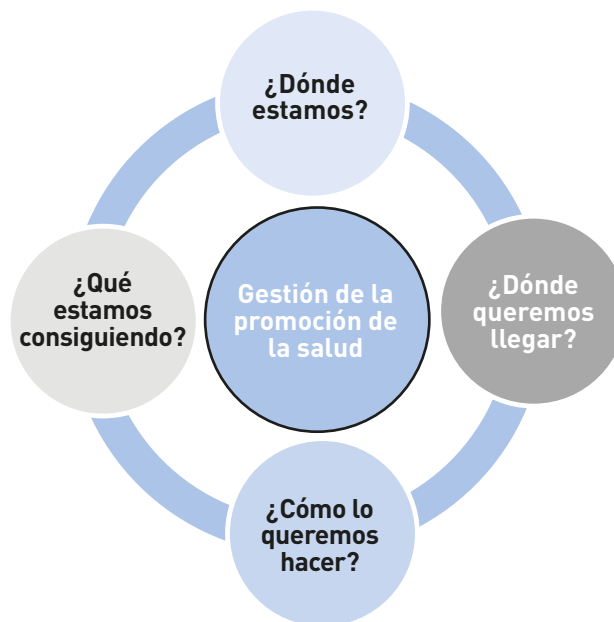 ¿Dónde
estamos?
¿Dónde
queremos
llegar?
¿Cómo lo
queremos
hacer?
¿Qué
estamos
consiguiendo?
Gestión de la
promoción de
la salud